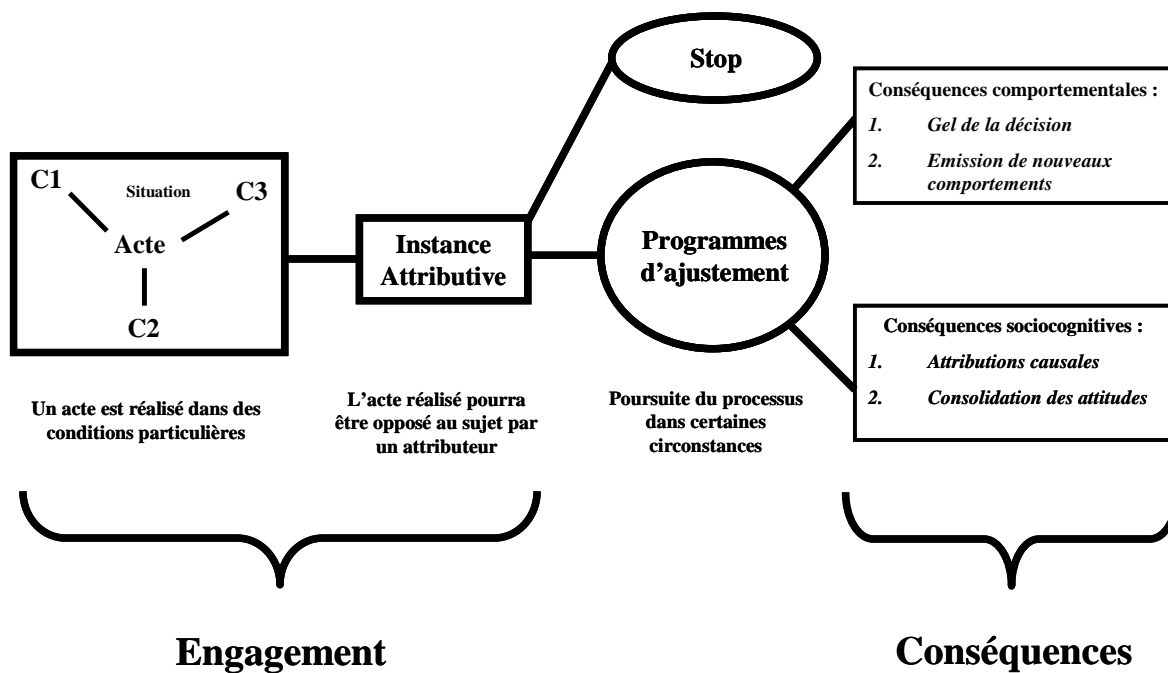 Stop
Conséquences comportementales :
1. Gel de la décision
2. Emission de nouveaux
comportements
C1
Situation
C3
Acte
C2
Instance
Attributive
Programmes
d'ajustement
Conséquences sociocognitives :
1. Attributions causales
2. Consolidation des attitudes
Un acte est réalisé dans des
conditions particulières
L'acte réalisé pourra
être opposé au sujet par
un attributeur
Poursuite du processus
dans certaines
circonstances
Engagement
Conséquences